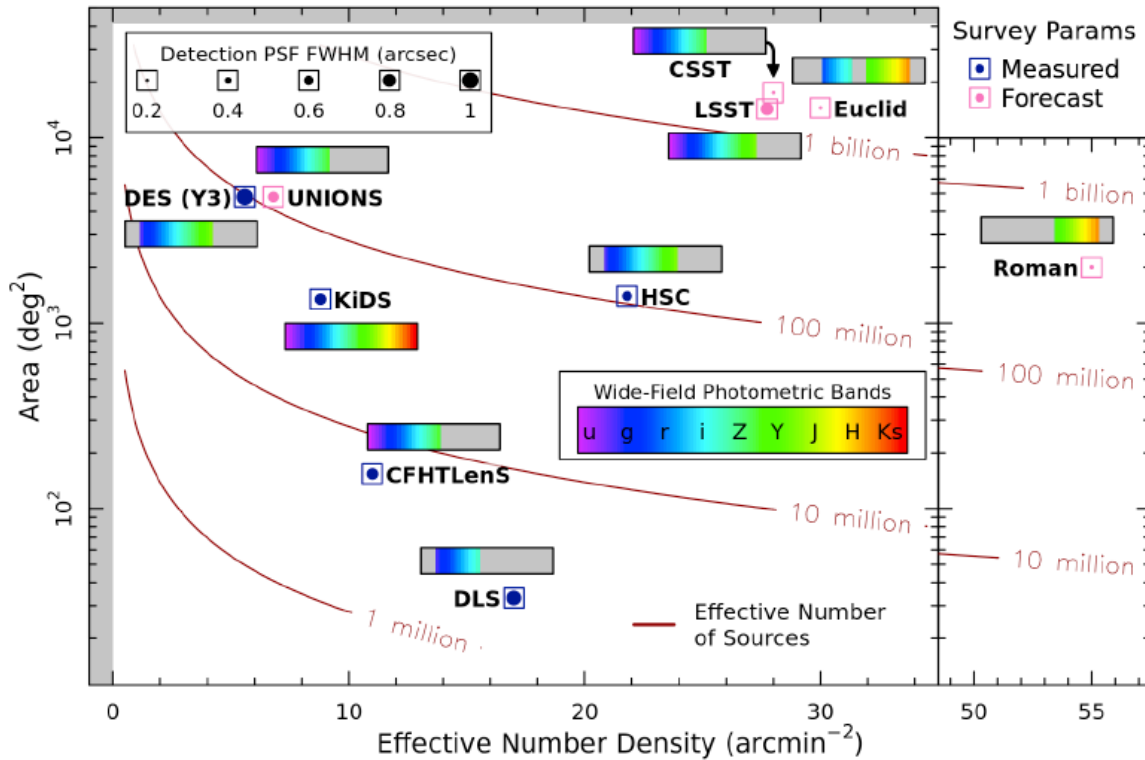 Detection PSF FWHM (arcsec)
0.2 0.4 0.6 0.8 1
Survey Params
Measured
Forecast
CSST
LSST
Euclid
1 billion
1 billion
DES (Y3)
UNIONS
Roman
KiDS
HSC
100 million
100 million
Wide-Field Photometric Bands
u g r i Z Y J H Ks
CFHTLenS
10 million
10 million
DLS
1 million
Effective Number
of Sources
10⁴
10³
10²
Area (deg²)
0 10 20 30 50 55
Effective Number Density (arcmin⁻²)